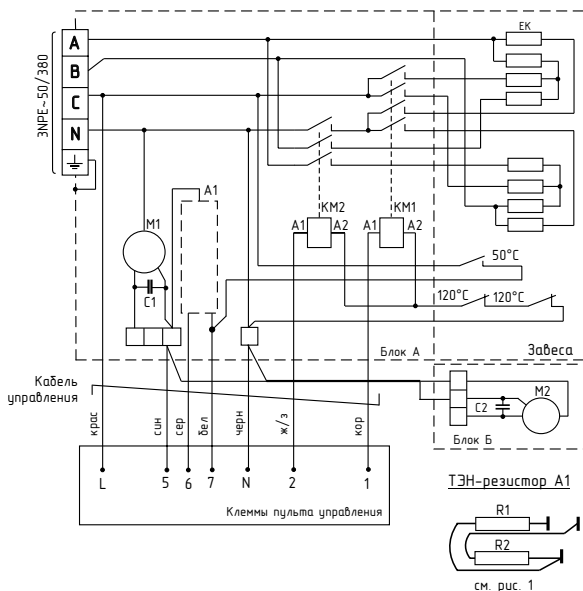 3NPE~50/380
A
B
C
N
EK
A1
M1
C1
KM2
KM1
A1
A2
A1
A2
50°C
120°C
120°C
Блок А
Завеса
Кабель
управления
крас
син
сер
бел
черн
ж/з
кор
M2
C2
Блок Б
L
5
6
7
N
2
1
Клеммы пульта управления
ТЭН-резистор А1
R1
R2
см. рис. 1